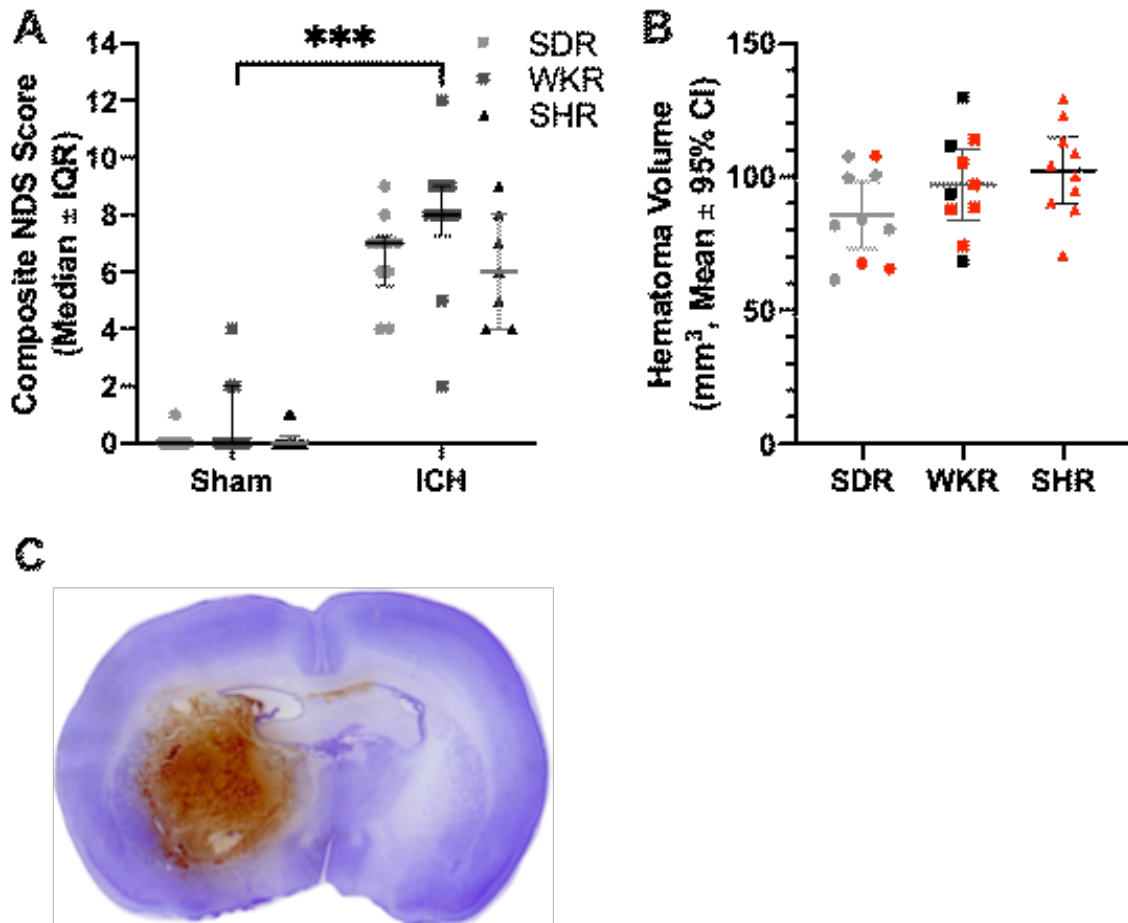 A
Composite NDS Score
(Median ± IQR)
14
12
10
8
6
4
2
0
***
SDR
WKR
SHR
Sham
ICH
B
Hematoma Volume
(mm³, Mean ± 95% CI)
150
100
50
0
SDR
WKR
SHR
C